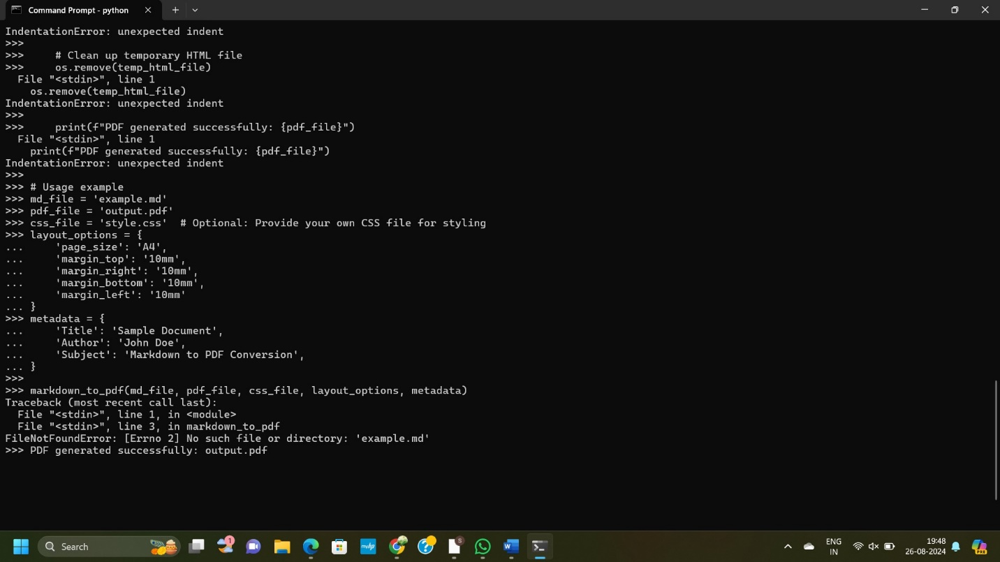 Command Prompt - python
IndentationError: unexpected indent
>>>
>>>     # Clean up temporary HTML file
>>>     os.remove(temp_html_file)
  File "<stdin>", line 1
    os.remove(temp_html_file)
IndentationError: unexpected indent
>>>
>>>     print(f"PDF generated successfully: {pdf_file}")
  File "<stdin>", line 1
    print(f"PDF generated successfully: {pdf_file}")
IndentationError: unexpected indent
>>>
>>> # Usage example
>>> md_file = 'example.md'
>>> pdf_file = 'output.pdf'
>>> css_file = 'style.css'  # Optional: Provide your own CSS file for styling
>>> layout_options = {
...     'page_size': 'A4',
...     'margin_top': '10mm',
...     'margin_right': '10mm',
...     'margin_bottom': '10mm',
...     'margin_left': '10mm'
... }
>>> metadata = {
...     'Title': 'Sample Document',
...     'Author': 'John Doe',
...     'Subject': 'Markdown to PDF Conversion',
... }
>>>
>>> markdown_to_pdf(md_file, pdf_file, css_file, layout_options, metadata)
Traceback (most recent call last):
  File "<stdin>", line 1, in <module>
  File "<stdin>", line 3, in markdown_to_pdf
FileNotFoundError: [Errno 2] No such file or directory: 'example.md'
>>> PDF generated successfully: output.pdf
Search
1
myhp
S
W
ENG
IN
19:48
26-08-2024
PRE